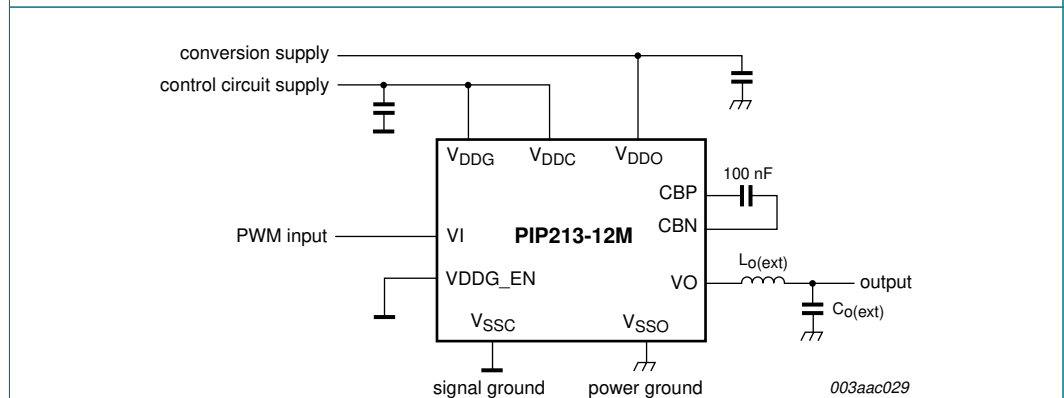 conversion supply
control circuit supply
VDDG VDDC VDDO
100 nF
CBP
CBN
PWM input
VI
PIP213-12M
Lo(ext)
VDDG_EN
VO
output
Co(ext)
VSSC
VSSO
signal ground
power ground
003aac029